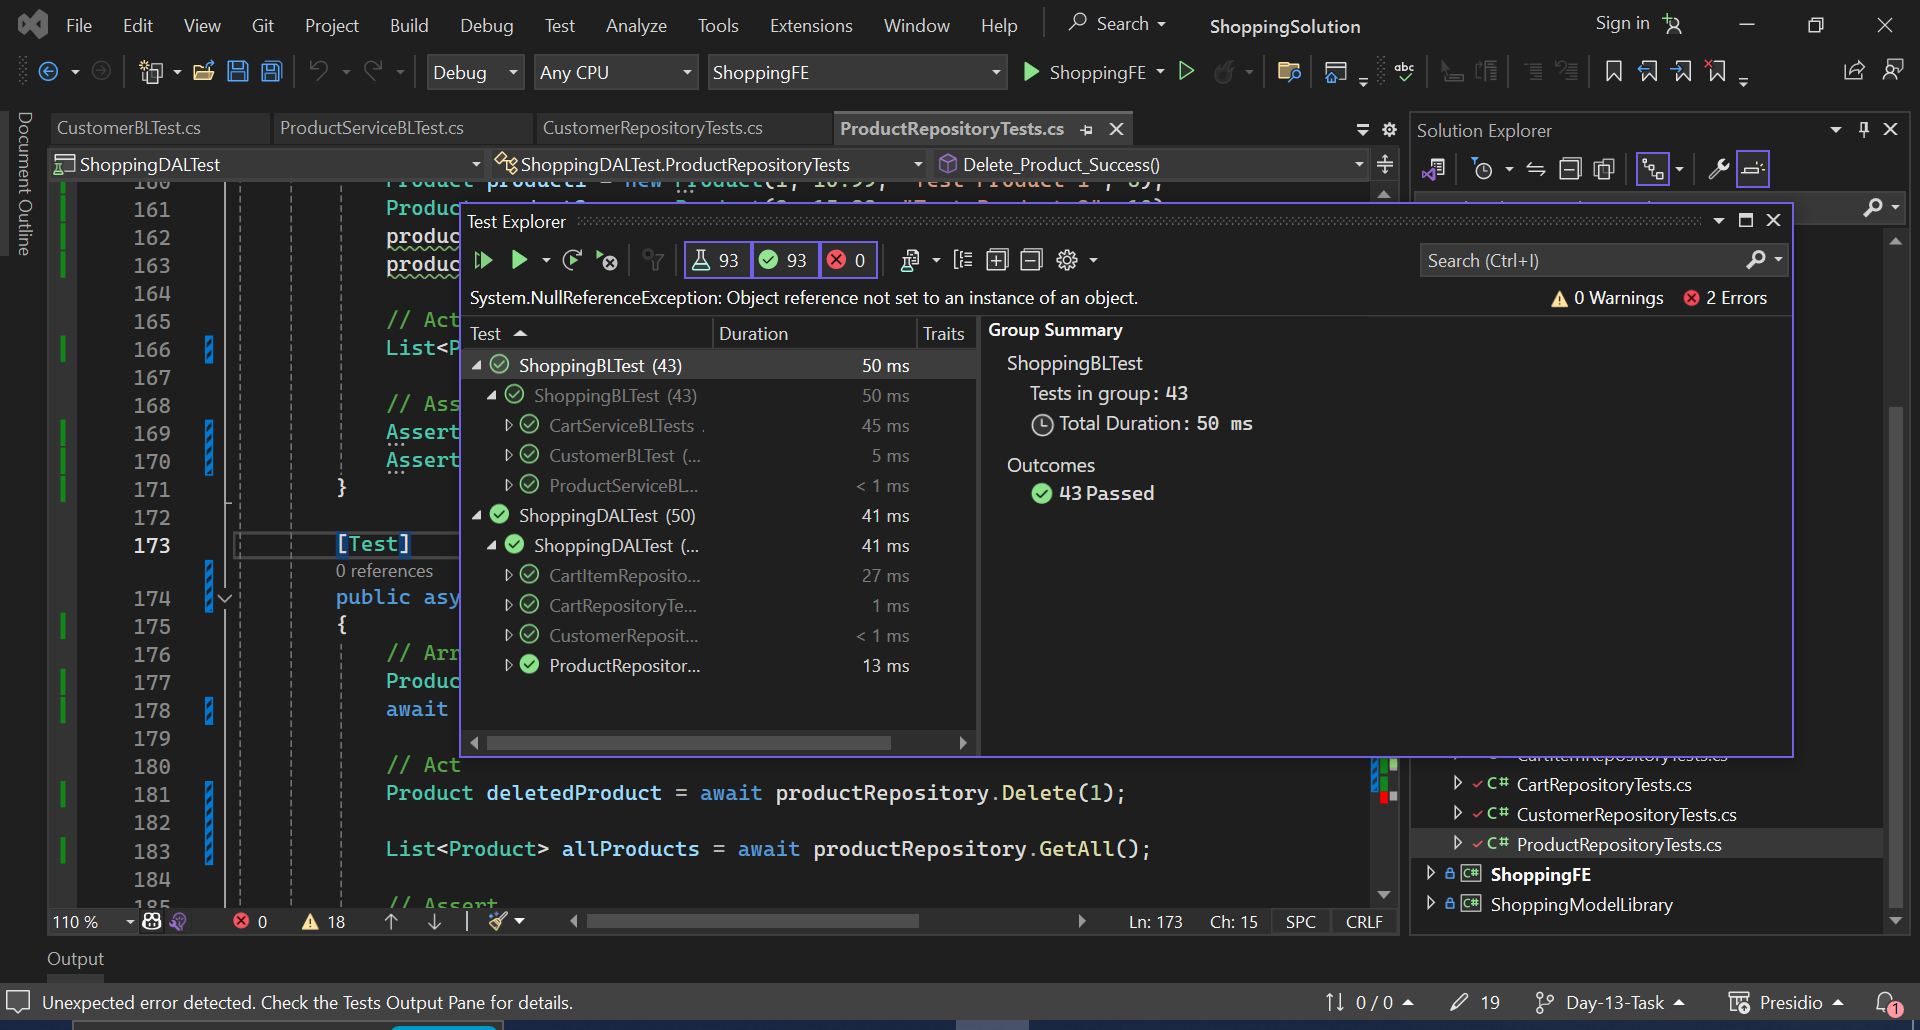 File Edit View Git Project Build Debug Test Analyze Tools Extensions Window Help Search ShoppingSolution Sign in
Debug Any CPU ShoppingFE ShoppingFE
Document Outline
CustomerBLTest.cs ProductServiceBLTest.cs CustomerRepositoryTests.cs ProductRepositoryTests.cs
ShoppingDALTest ShoppingDALTest.ProductRepositoryTests Delete_Product_Success()
161 Produc
162 produc
163 produc
164
165 // Act
166 List<P
167
168 // Ass
169 Assert
170 Assert
171 }
172
173 [Test]
0 references
174 public asy
175 {
176 // Arr
177 Produc
178 await
179
180 // Act
181 Product deletedProduct = await productRepository.Delete(1);
182
183 List<Product> allProducts = await productRepository.GetAll();
184
185 // Assert
110 % 0 18 Ln: 173 Ch: 15 SPC CRLF
Test Explorer
93 93 0
Search (Ctrl+I)
System.NullReferenceException: Object reference not set to an instance of an object. 0 Warnings 2 Errors
Test Duration Traits
ShoppingBLTest (43) 50 ms
ShoppingBLTest (43) 50 ms
CartServiceBLTests . 45 ms
CustomerBLTest (... 5 ms
ProductServiceBL... < 1 ms
ShoppingDALTest (50) 41 ms
ShoppingDALTest (... 41 ms
CartItemReposito... 27 ms
CartRepositoryTe... 1 ms
CustomerReposit... < 1 ms
ProductRepositor... 13 ms
Group Summary
ShoppingBLTest
Tests in group: 43
Total Duration: 50 ms
Outcomes
43 Passed
Solution Explorer
CartItemRepositoryTests.cs
C# CartRepositoryTests.cs
C# CustomerRepositoryTests.cs
C# ProductRepositoryTests.cs
C# ShoppingFE
C# ShoppingModelLibrary
Output
Unexpected error detected. Check the Tests Output Pane for details. 0 / 0 19 Day-13-Task Presidio 1